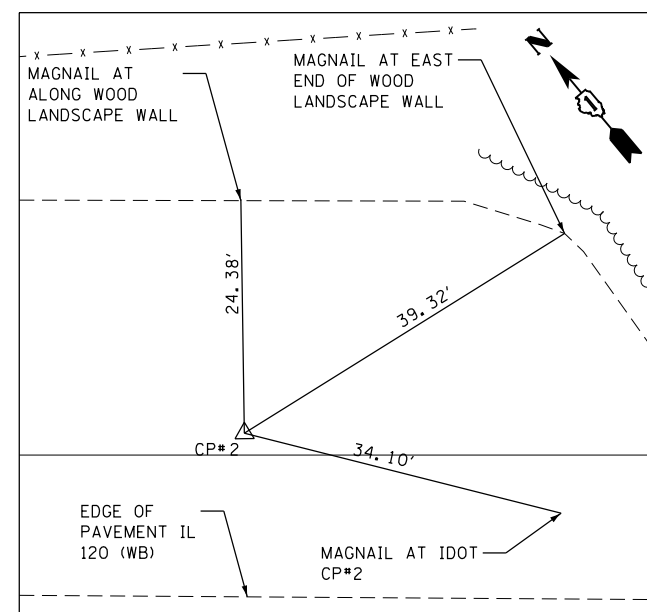 MAGNAIL AT
ALONG WOOD
LANDSCAPE WALL
MAGNAIL AT EAST
END OF WOOD
LANDSCAPE WALL
N
24.38'
39.32'
CP#2
34.10'
EDGE OF
PAVEMENT IL
120 (WB)
MAGNAIL AT IDOT
CP#2